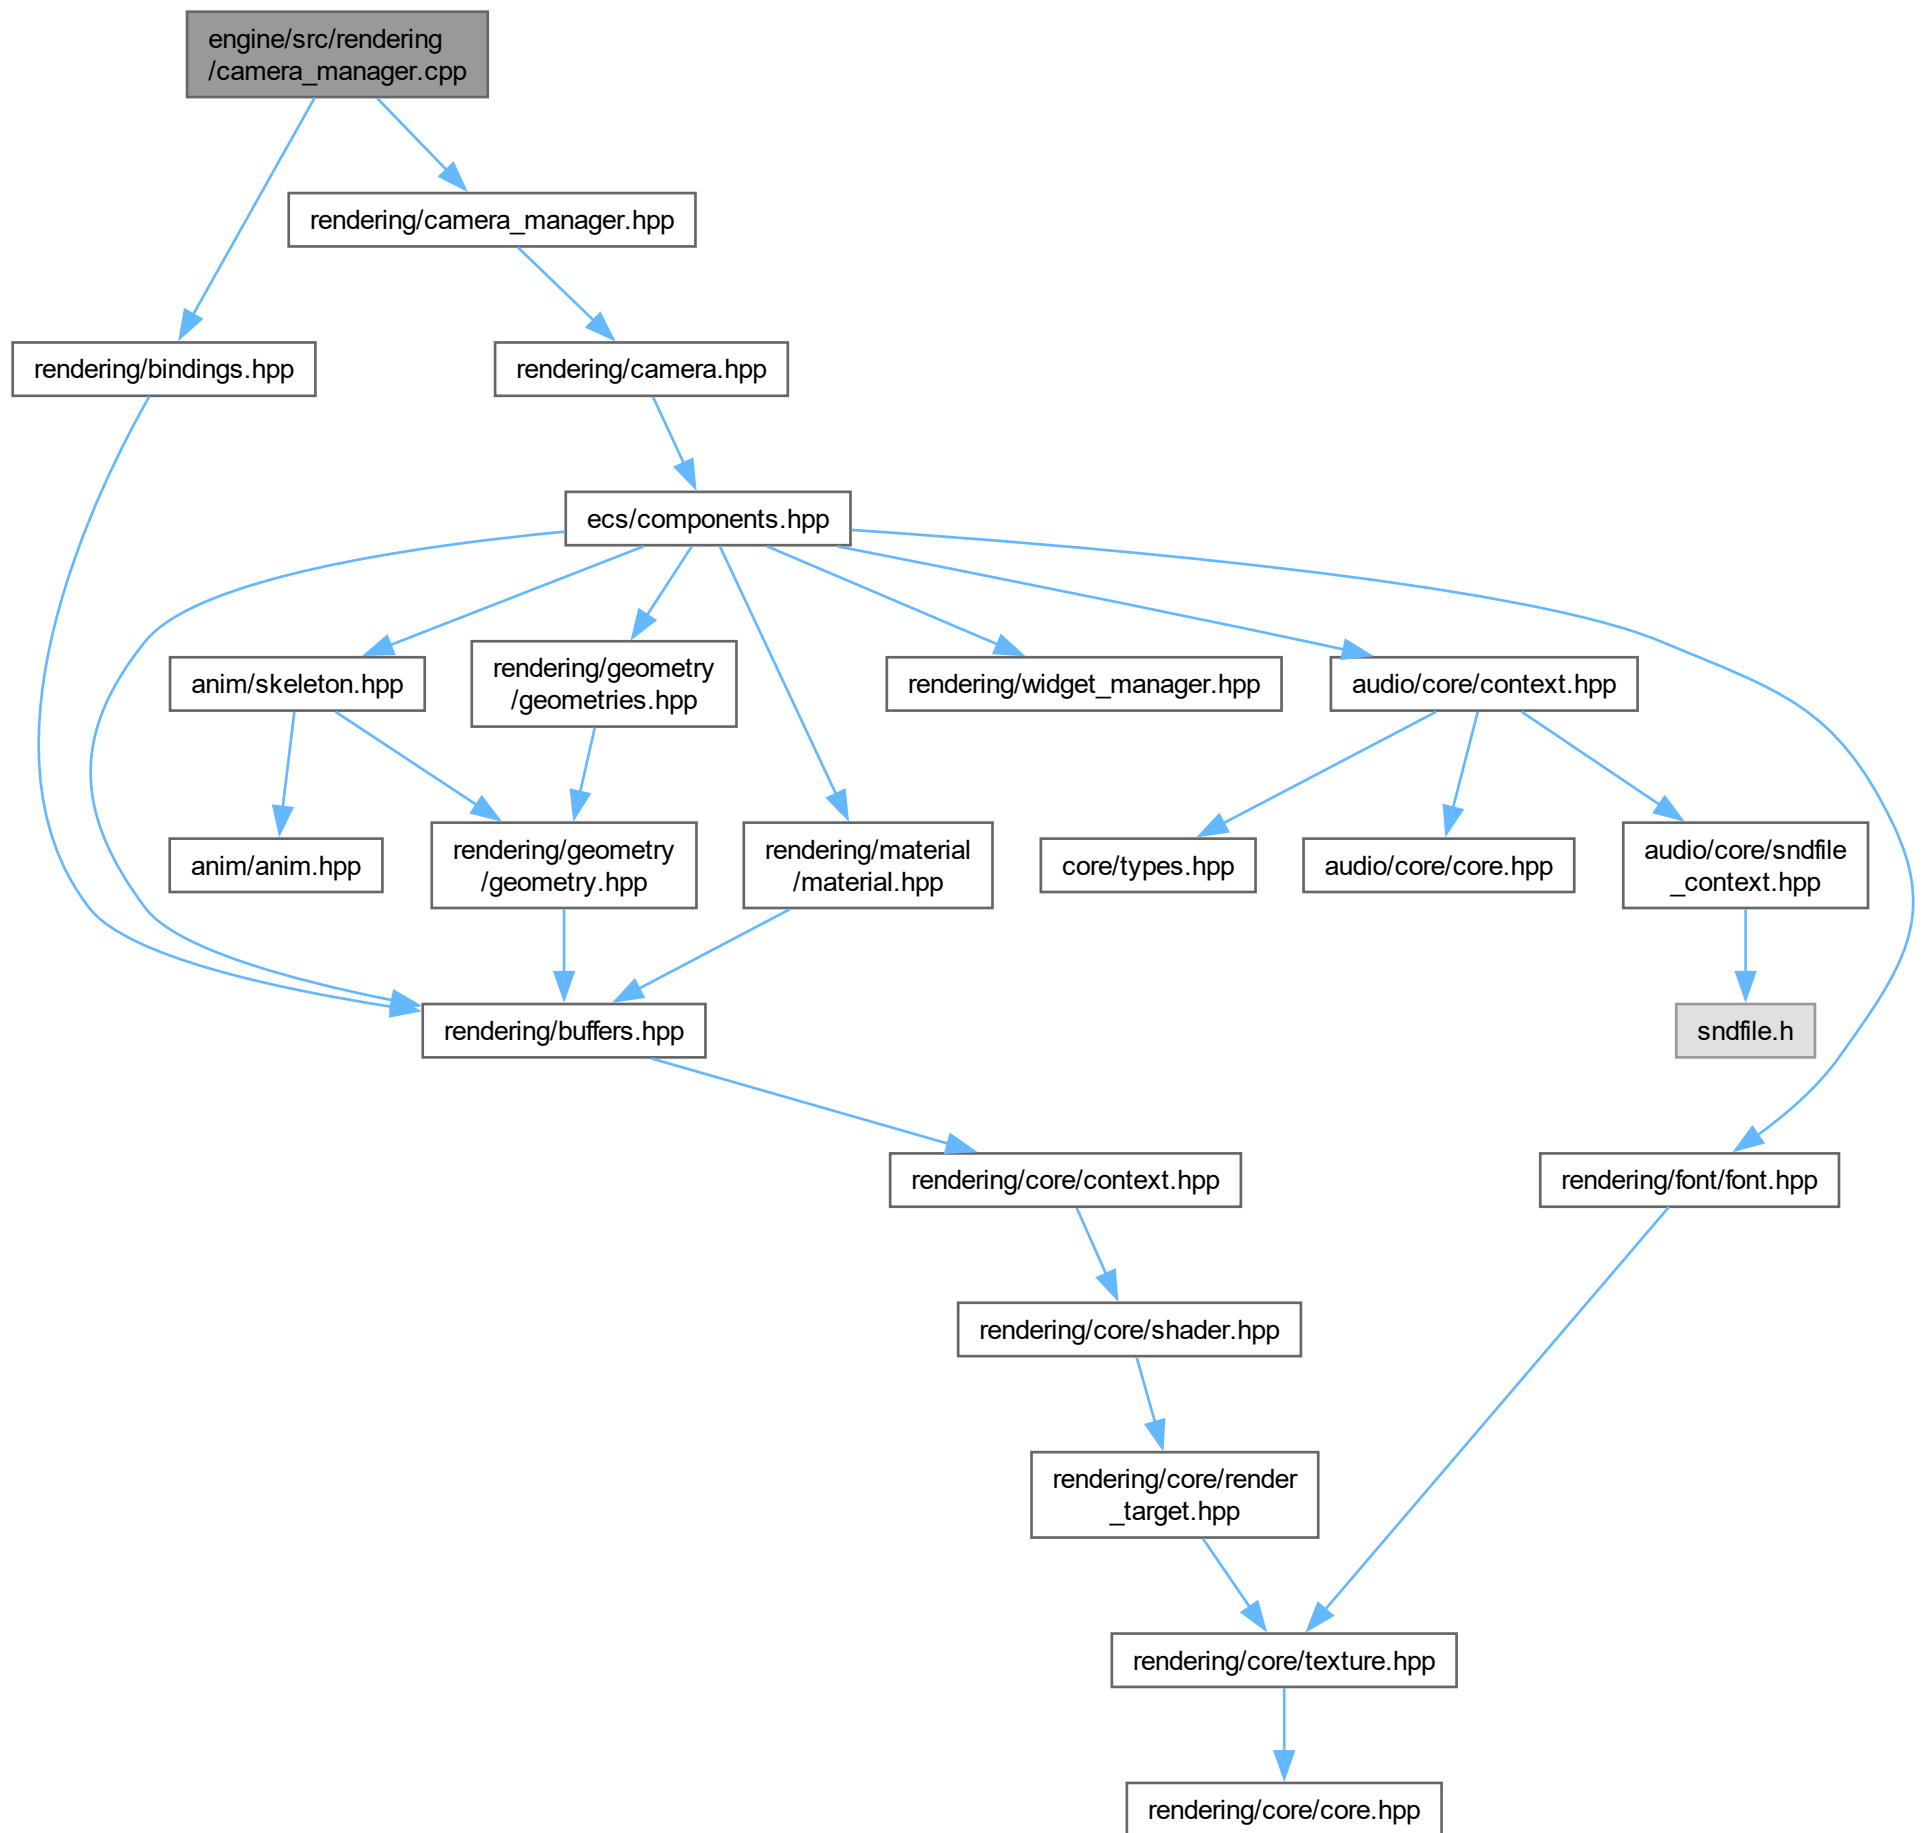 engine/src/rendering
/camera_manager.cpp
rendering/camera_manager.hpp
rendering/bindings.hpp
rendering/camera.hpp
ecs/components.hpp
anim/skeleton.hpp
rendering/geometry
/geometries.hpp
rendering/widget_manager.hpp
audio/core/context.hpp
anim/anim.hpp
rendering/geometry
/geometry.hpp
rendering/material
/material.hpp
core/types.hpp
audio/core/core.hpp
audio/core/sndfile
_context.hpp
rendering/buffers.hpp
sndfile.h
rendering/core/context.hpp
rendering/font/font.hpp
rendering/core/shader.hpp
rendering/core/render
_target.hpp
rendering/core/texture.hpp
rendering/core/core.hpp